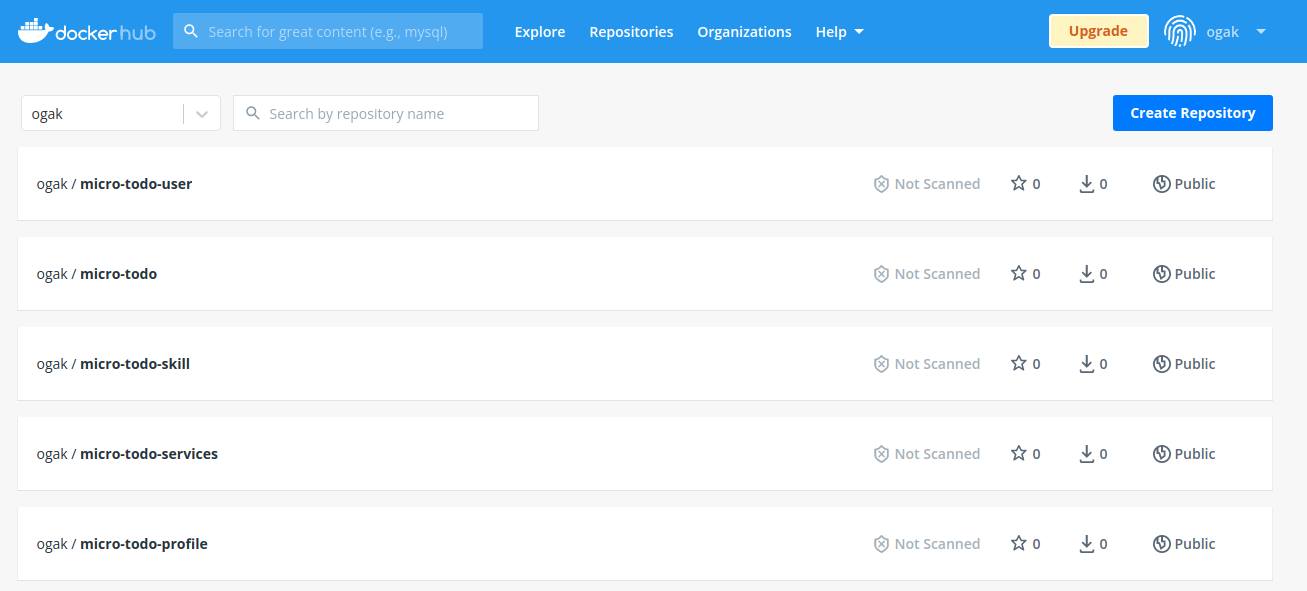 docker hub Search for great content (e.g., mysql) Explore Repositories Organizations Help Upgrade ogak
ogak Search by repository name Create Repository
ogak / micro-todo-user Not Scanned 0 0 Public
ogak / micro-todo Not Scanned 0 0 Public
ogak / micro-todo-skill Not Scanned 0 0 Public
ogak / micro-todo-services Not Scanned 0 0 Public
ogak / micro-todo-profile Not Scanned 0 0 Public